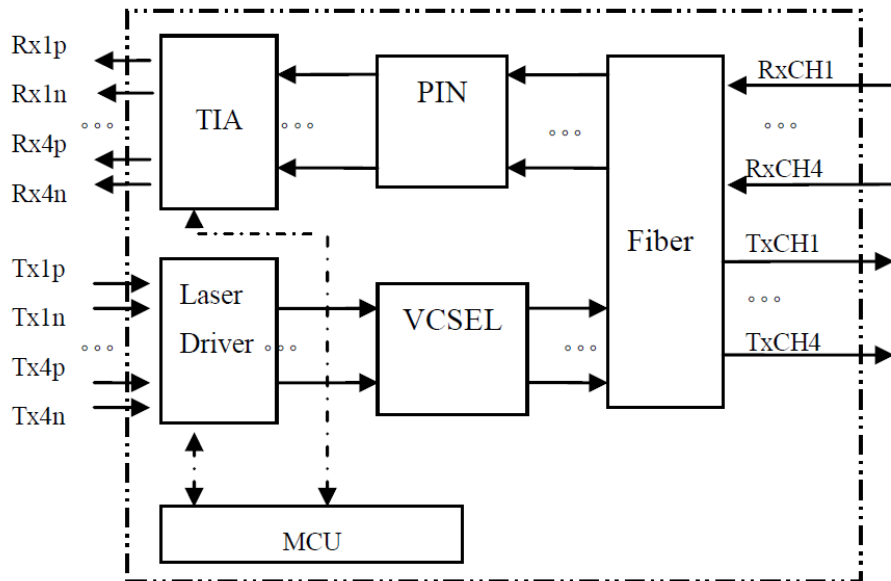 Rx1p
Rx1n
°°°
Rx4p
Rx4n
TIA
°°°
PIN
°°°
Fiber
RxCH1
°°°
RxCH4
TxCH1
°°°
TxCH4
Tx1p
Tx1n
°°°
Tx4p
Tx4n
Laser
Driver
°°°
VCSEL
°°°
MCU